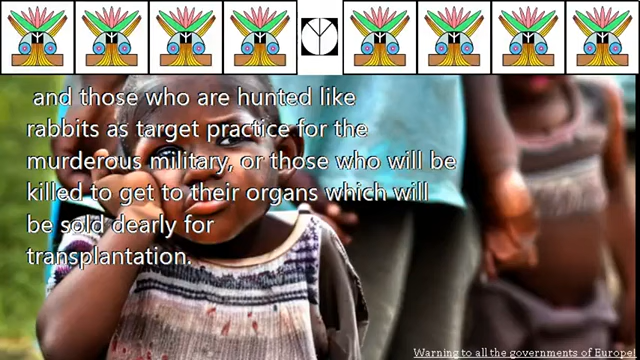 and those who are hunted like
rabbits as target practice for the
murderous military, or those who will be
killed to get to their organs which will
be sold dearly for
transplantation.
Warning to all the governments of Europe!